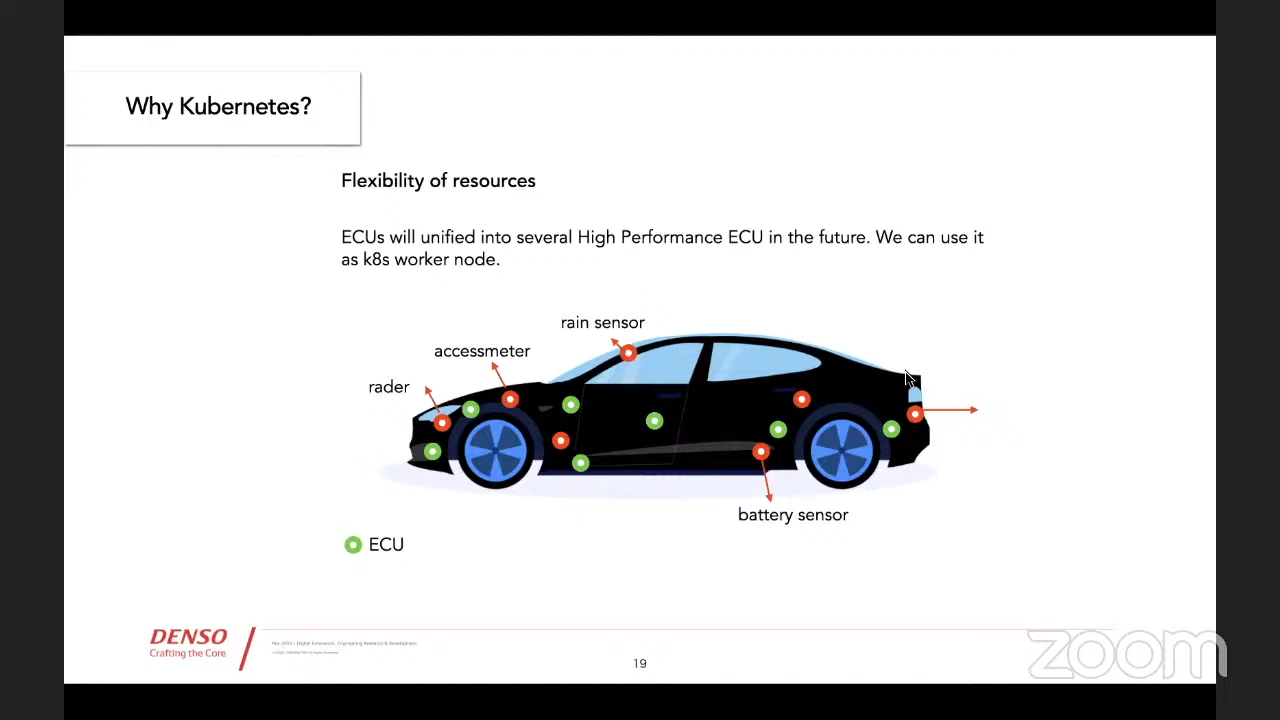 Why Kubernetes?
Flexibility of resources
ECUs will unified into several High Performance ECU in the future. We can use it
as k8s worker node.
rain sensor
accessmeter
rader
battery sensor
ECU
DENSO
Crafting the Core
19
zoom